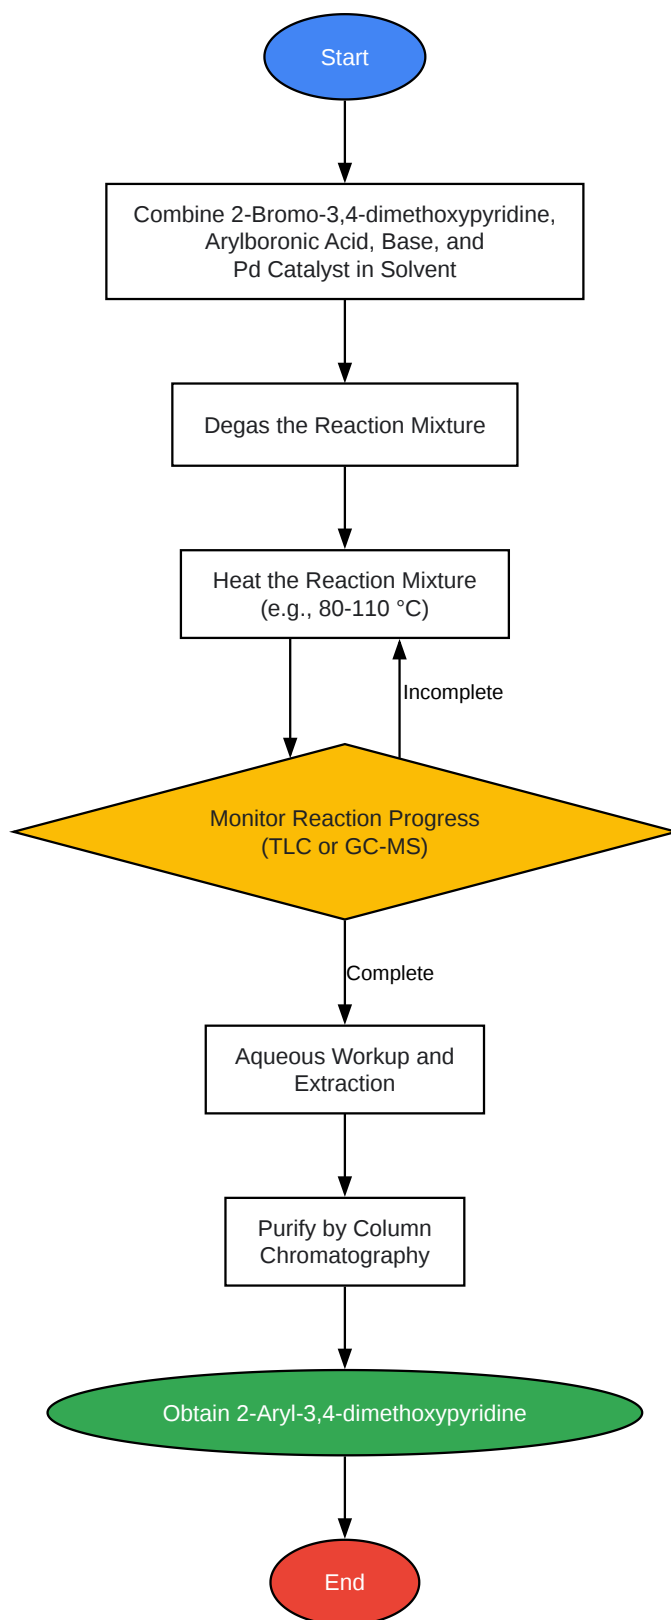 Start
Combine 2-Bromo-3,4-dimethoxypyridine,
Arylboronic Acid, Base, and
Pd Catalyst in Solvent
Degas the Reaction Mixture
Heat the Reaction Mixture
(e.g., 80-110 °C)
Incomplete
Monitor Reaction Progress
(TLC or GC-MS)
Complete
Aqueous Workup and
Extraction
Purify by Column
Chromatography
Obtain 2-Aryl-3,4-dimethoxypyridine
End